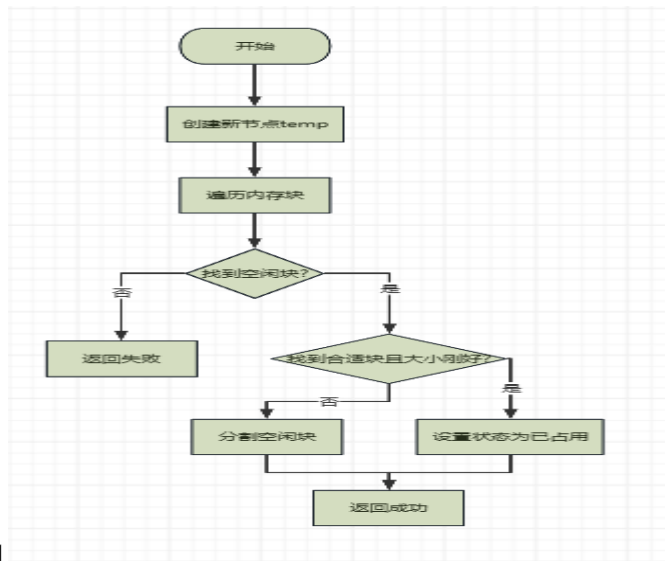 开始
创建新节点temp
遍历内存块
找到空闲块?
否
是
返回失败
找到合适块且大小刚好?
否
是
分割空闲块
设置状态为已占用
返回成功